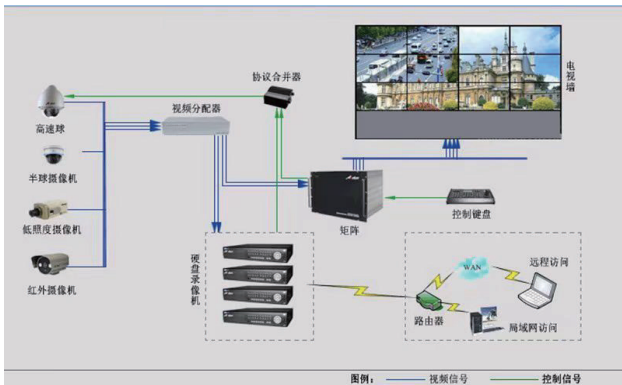 协议合并器
视频分配器
电视墙
高速球
半球摄像机
低照度摄像机
红外摄像机
控制键盘
矩阵
硬盘录像机
WAN
远程访问
路由器
局域网访问
图例：
视频信号
控制信号